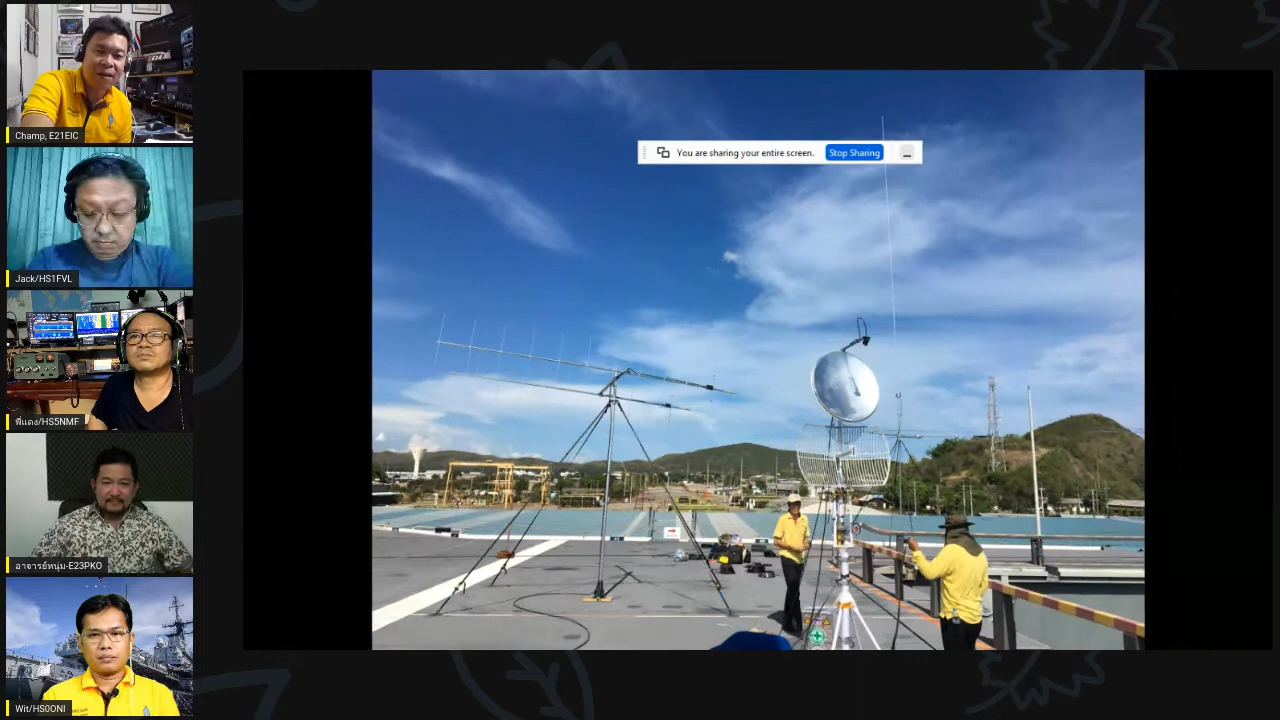 Champ, E21EIC
Jack/HS1FVL
พี่แดง/HS5NMF
อาจารย์หนุ่ม-E23PKO
Wit/HS0ONI
You are sharing your entire screen.
Stop Sharing